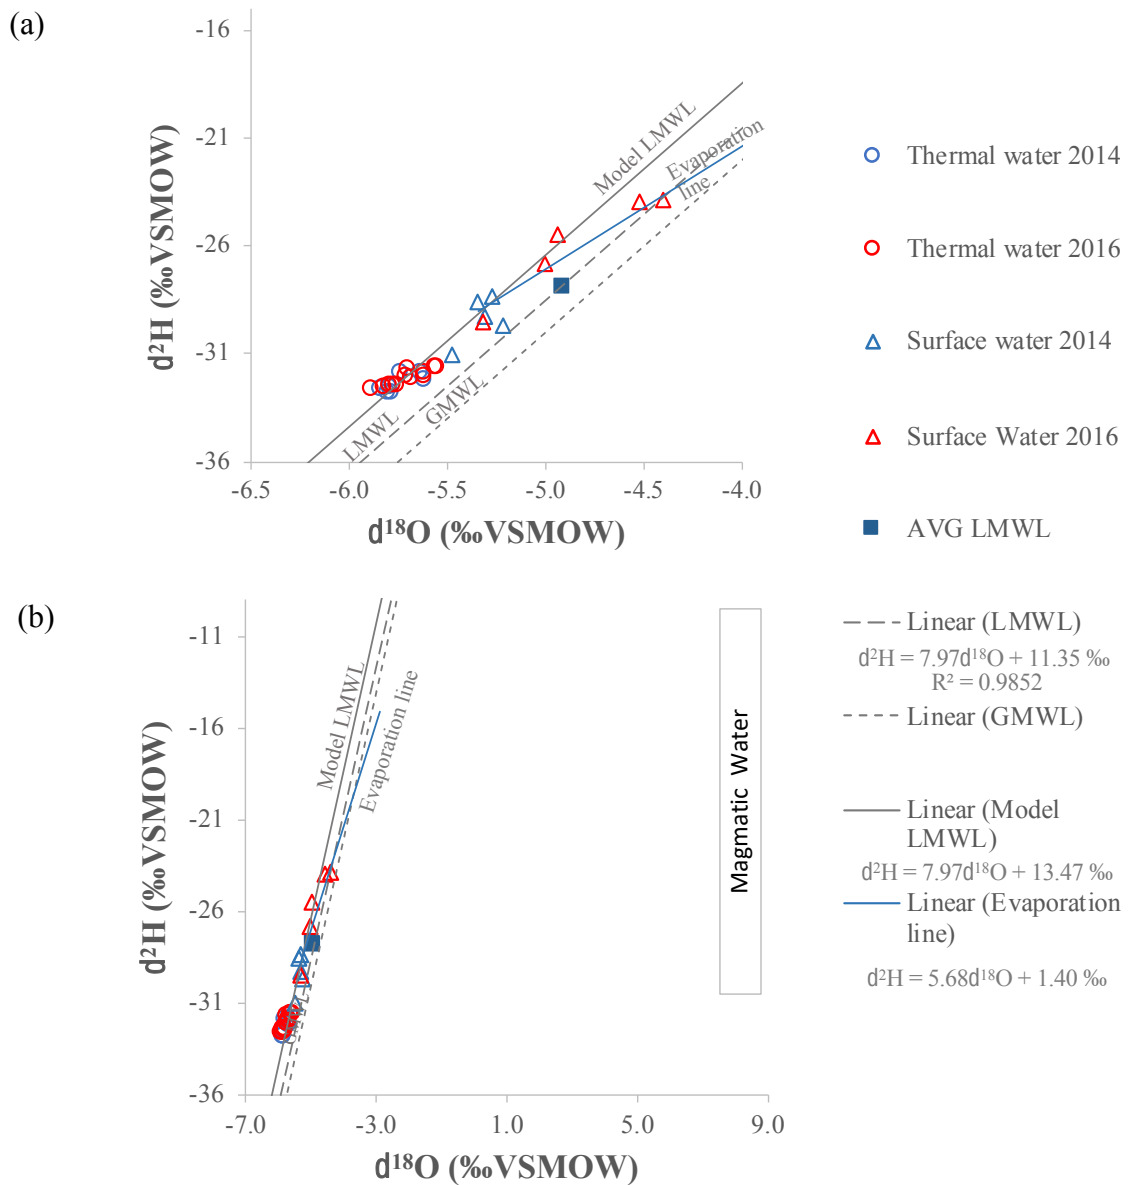 (a)
-16
-21
-26
-31
-36
d²H (‰VSMOW)
Model LMWL
Evaporation
line
LMWL
GMWL
-6.5 -6.0 -5.5 -5.0 -4.5 -4.0
d¹⁸O (‰VSMOW)
Thermal water 2014
Thermal water 2016
Surface water 2014
Surface Water 2016
AVG LMWL
(b)
-11
-16
-21
-26
-31
-36
d²H (‰VSMOW)
Model LMWL
Evaporation line
Magmatic Water
-7.0 -3.0 1.0 5.0 9.0
d¹⁸O (‰VSMOW)
Linear (LMWL)
d²H = 7.97d¹⁸O + 11.35 ‰
R² = 0.9852
Linear (GMWL)
Linear (Model
LMWL)
d²H = 7.97d¹⁸O + 13.47 ‰
Linear (Evaporation
line)
d²H = 5.68d¹⁸O + 1.40 ‰